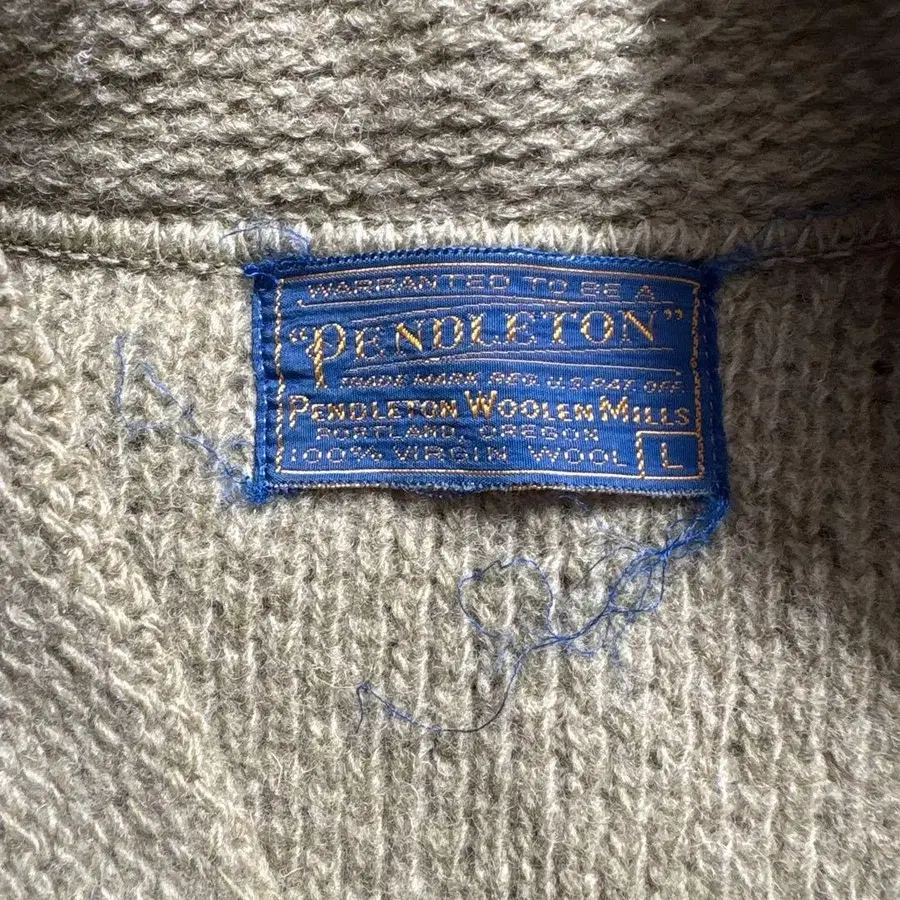 WARRANTED TO BE A
"PENDLETON"
TRADE MARK REG. U.S. PAT. OFF.
PENDLETON WOOLEN MILLS
PORTLAND, OREGON
100% VIRGIN WOOL L